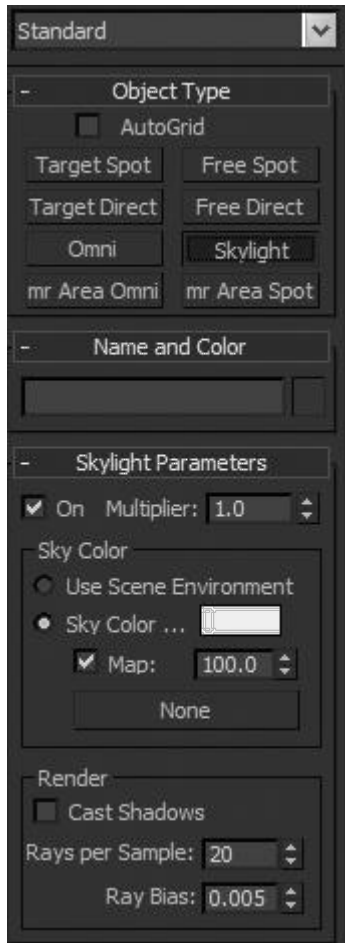 Standard
- Object Type
AutoGrid
Target Spot Free Spot
Target Direct Free Direct
Omni Skylight
mr Area Omni mr Area Spot
- Name and Color
- Skylight Parameters
On Multiplier: 1.0
Sky Color
Use Scene Environment
Sky Color ...
Map: 100.0
None
Render
Cast Shadows
Rays per Sample: 20
Ray Bias: 0.005